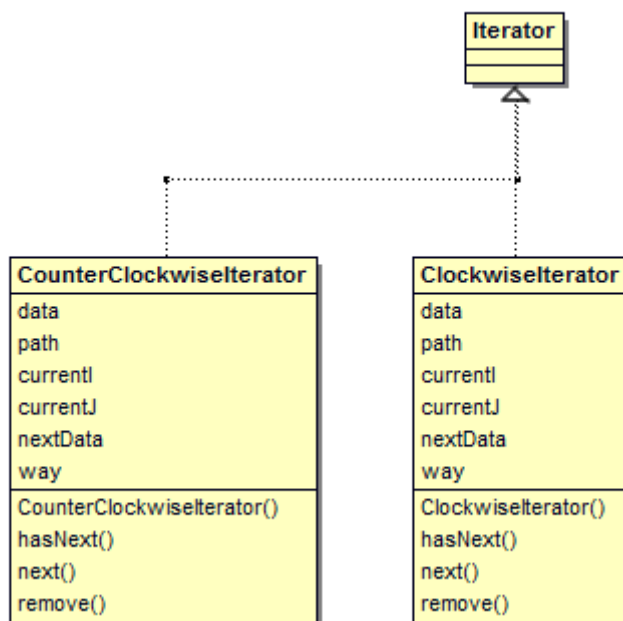 Iterator
CounterClockwiseIterator
data
path
currentI
currentJ
nextData
way
CounterClockwiseIterator()
hasNext()
next()
remove()
ClockwiseIterator
data
path
currentI
currentJ
nextData
way
ClockwiseIterator()
hasNext()
next()
remove()